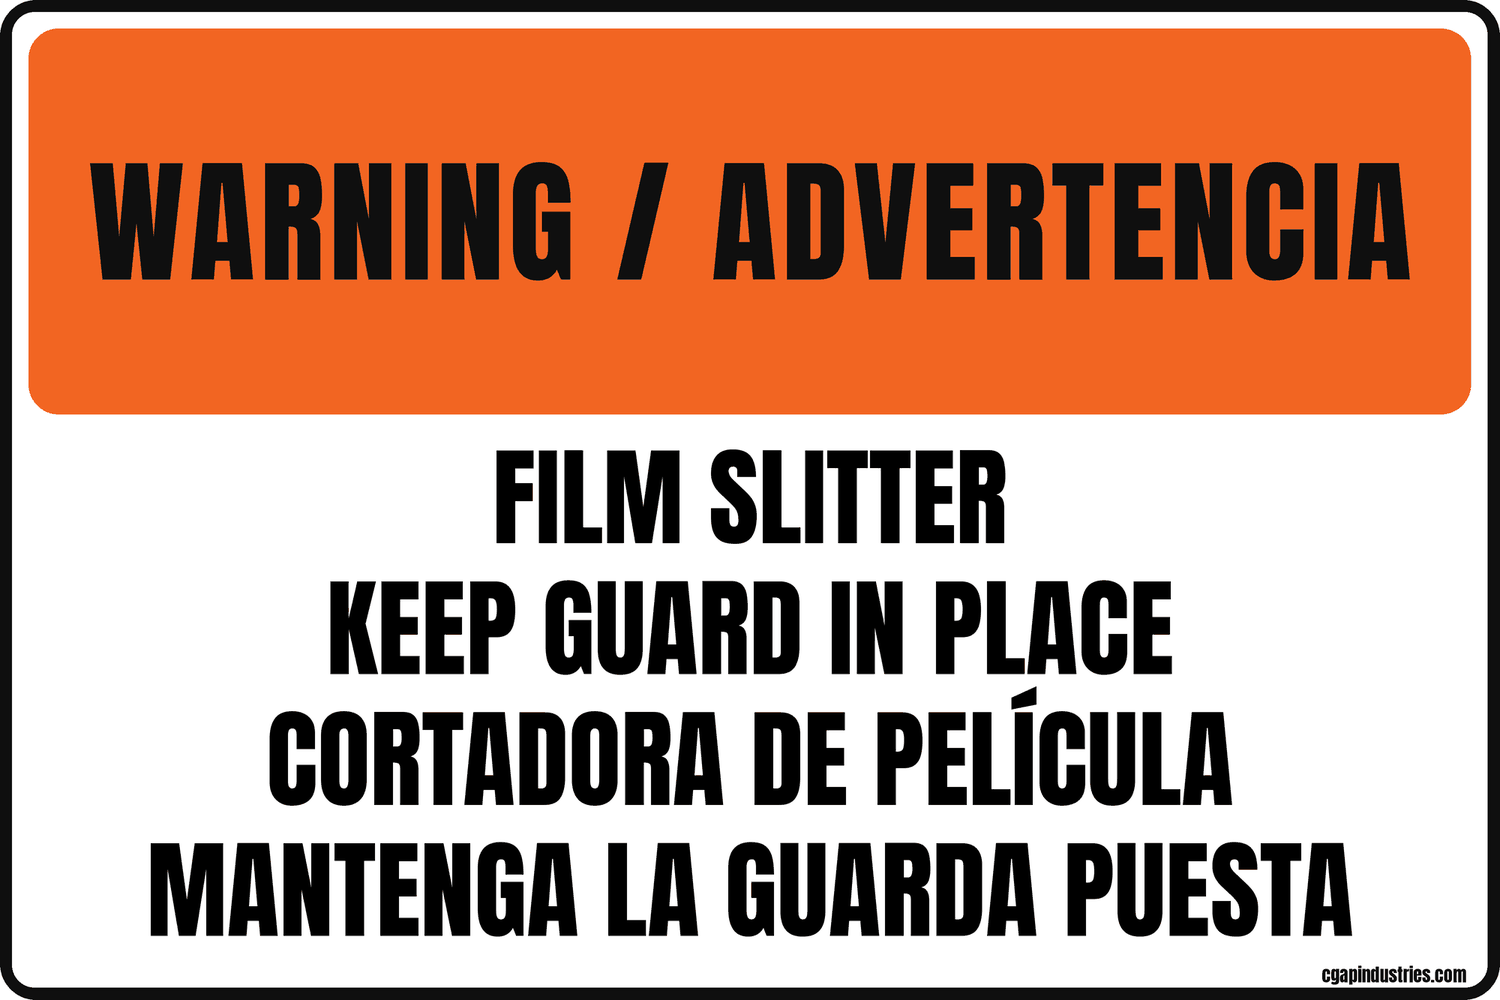 WARNING / ADVERTENCIA
FILM SLITTER
KEEP GUARD IN PLACE
CORTADORA DE PELÍCULA
MANTENGA LA GUARDA PUESTA
cgapindustries.com